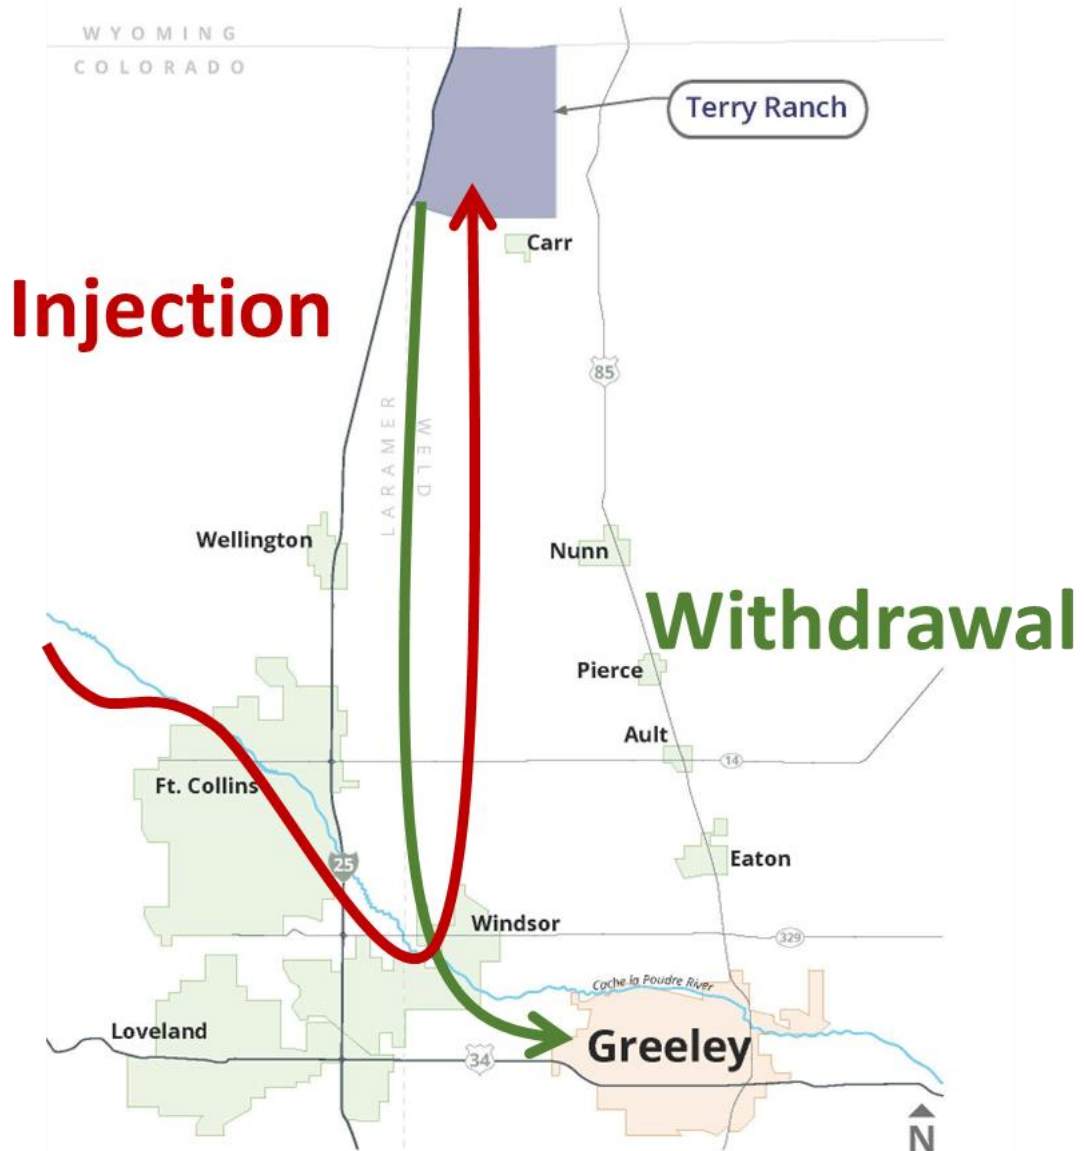 WYOMING
COLORADO
Terry Ranch
Carr
Injection
85
LARAMER
WELD
Wellington
Nunn
Withdrawal
Pierce
Ault
14
Ft. Collins
25
Eaton
Windsor
329
Cache la Poudre River
Loveland
Greeley
34
N